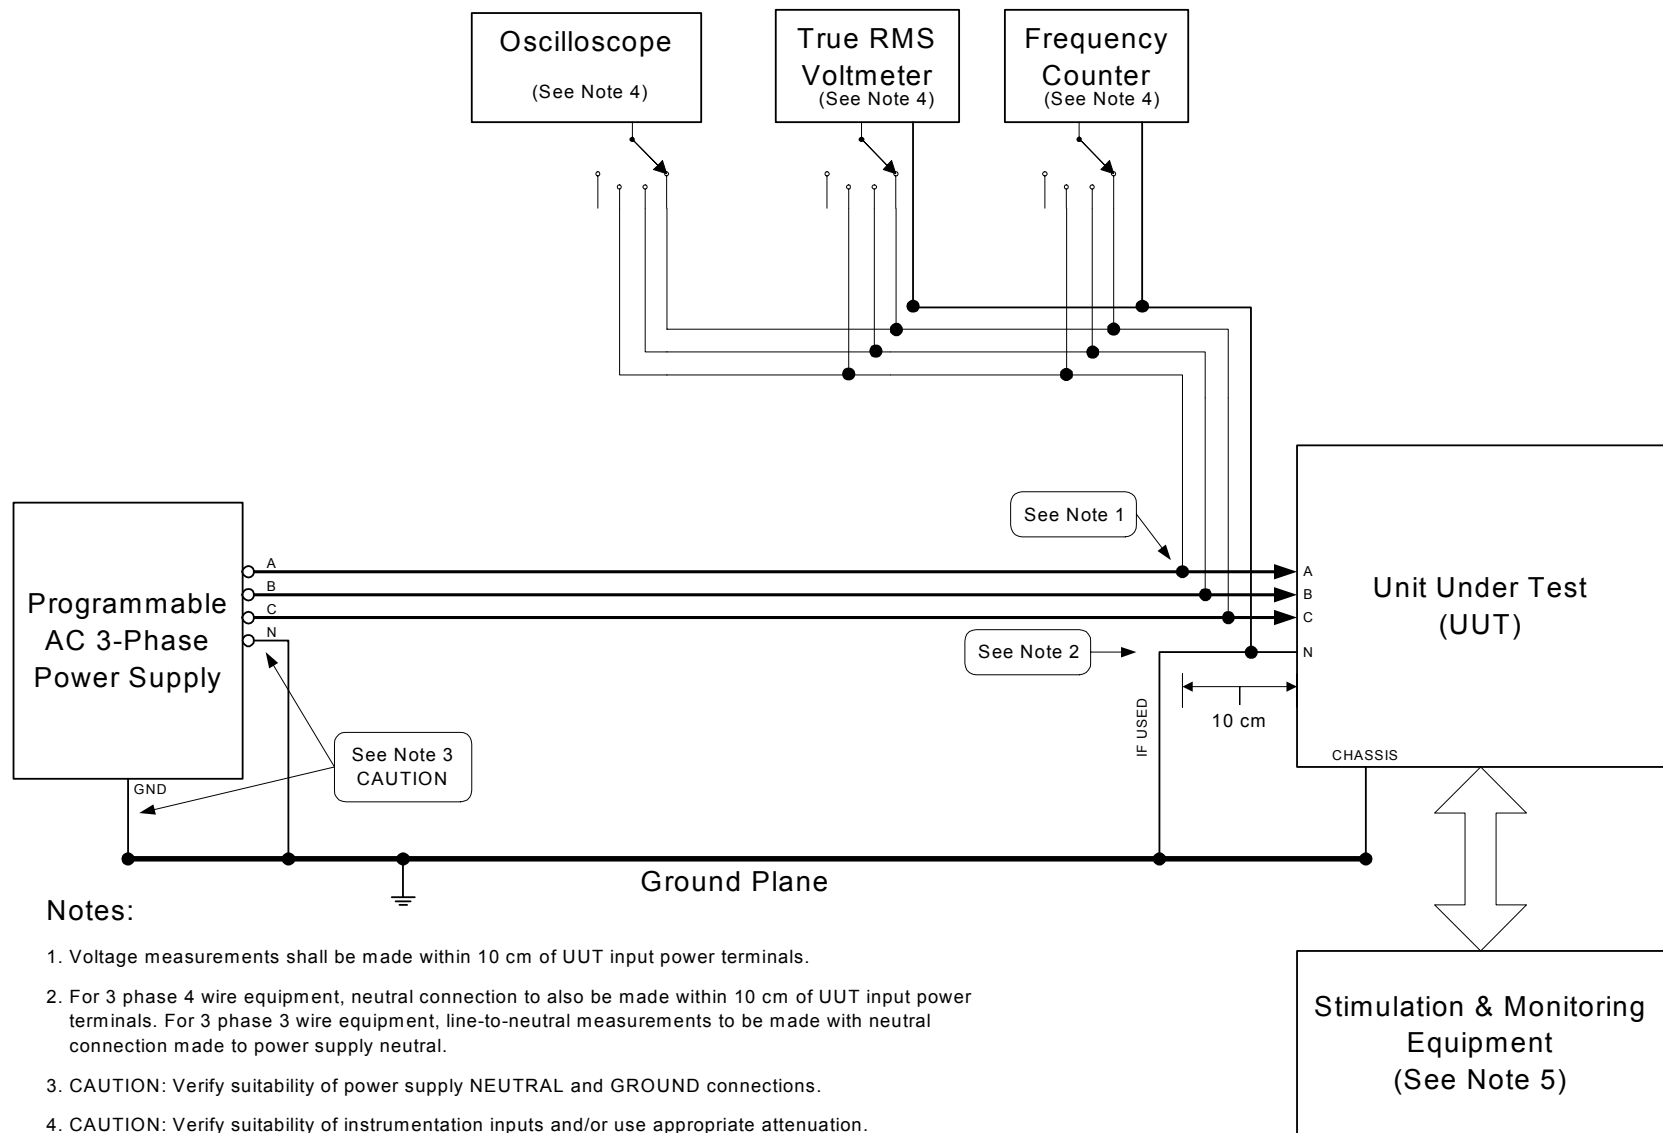 Oscilloscope
(See Note 4)
True RMS
Voltmeter
(See Note 4)
Frequency
Counter
(See Note 4)
Programmable
AC 3-Phase
Power Supply
A
B
C
N
GND
See Note 3
CAUTION
See Note 1
See Note 2
IF USED
10 cm
A
B
C
N
Unit Under Test
(UUT)
CHASSIS
Ground Plane
Stimulation & Monitoring
Equipment
(See Note 5)
Notes:
1. Voltage measurements shall be made within 10 cm of UUT input power terminals.
2. For 3 phase 4 wire equipment, neutral connection to also be made within 10 cm of UUT input power
terminals. For 3 phase 3 wire equipment, line-to-neutral measurements to be made with neutral
connection made to power supply neutral.
3. CAUTION: Verify suitability of power supply NEUTRAL and GROUND connections.
4. CAUTION: Verify suitability of instrumentation inputs and/or use appropriate attenuation.